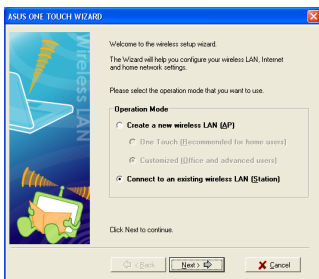 ASUS ONE TOUCH WIZARD
Wireless LAN
Welcome to the wireless setup wizard.
The Wizard will help you configure your wireless LAN, Internet
and home network settings.
Please select the operation mode that you want to use.
Operation Mode
Create a new wireless LAN (AP)
One Touch (Recommended for home users)
Customized (Office and advanced users)
Connect to an existing wireless LAN (Station)
Click Next to continue.
< Back
Next >
Cancel